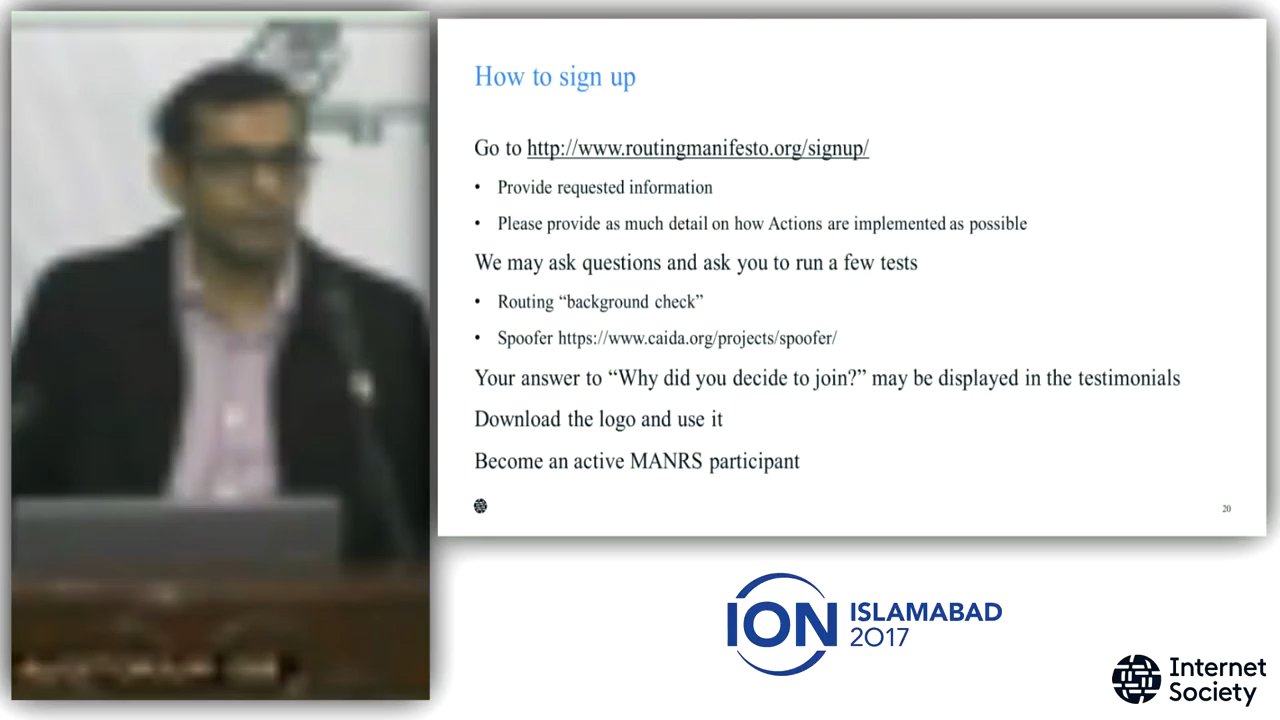 How to sign up
Go to http://www.routingmanifesto.org/signup/
• Provide requested information
• Please provide as much detail on how Actions are implemented as possible
We may ask questions and ask you to run a few tests
• Routing “background check”
• Spoofer https://www.caida.org/projects/spoofer/
Your answer to “Why did you decide to join?” may be displayed in the testimonials
Download the logo and use it
Become an active MANRS participant
20
ION ISLAMABAD
2017
Internet
Society